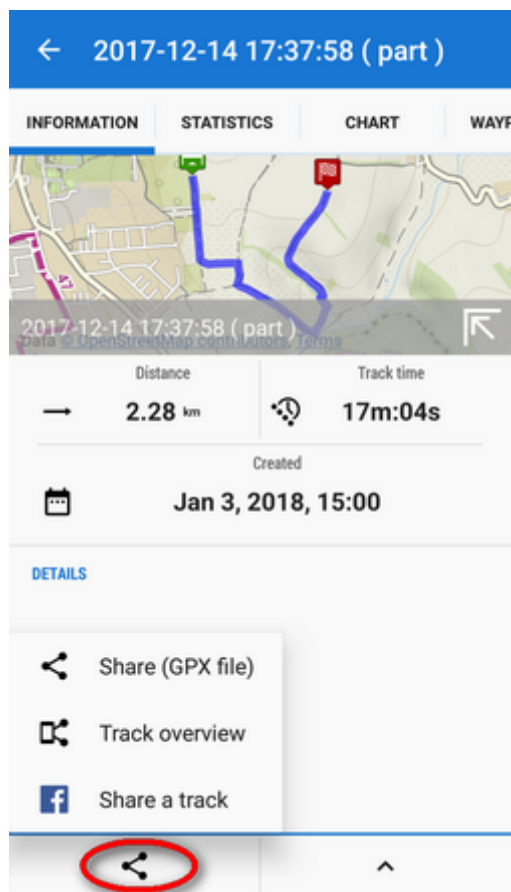 2017-12-14 17:37:58 ( part )
INFORMATION STATISTICS CHART WAYP
47
2017-12-14 17:37:58 ( part )
Data © OpenStreetMap contributors, Terms
Distance Track time
2.28 km 17m:04s
Created
Jan 3, 2018, 15:00
DETAILS
Share (GPX file)
Track overview
Share a track